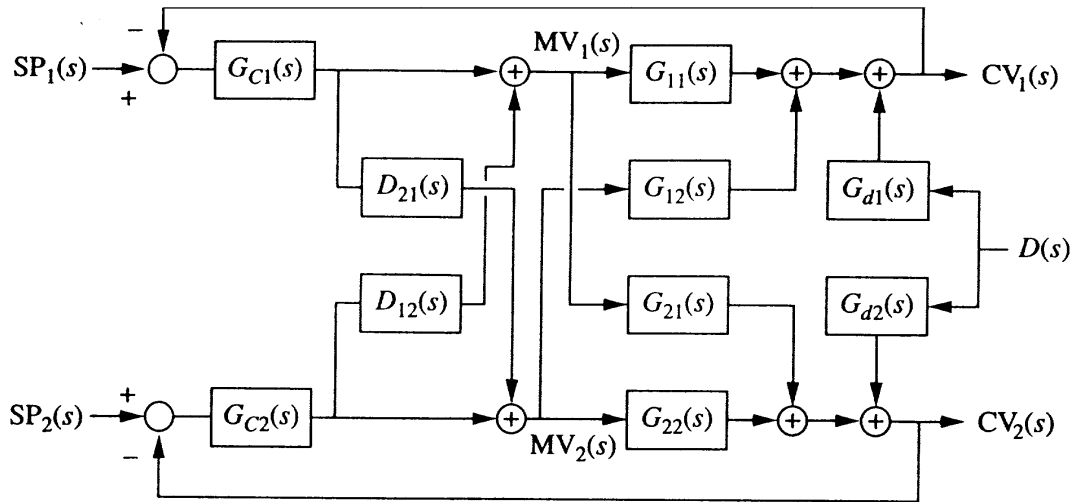 MV₁(s)
−
SP₁(s)
+
G_C1(s)
+
G₁₁(s)
+
+
CV₁(s)
D₂₁(s)
G₁₂(s)
G_d1(s)
D(s)
D₁₂(s)
G₂₁(s)
G_d2(s)
+
SP₂(s)
−
G_C2(s)
+
MV₂(s)
G₂₂(s)
+
+
CV₂(s)